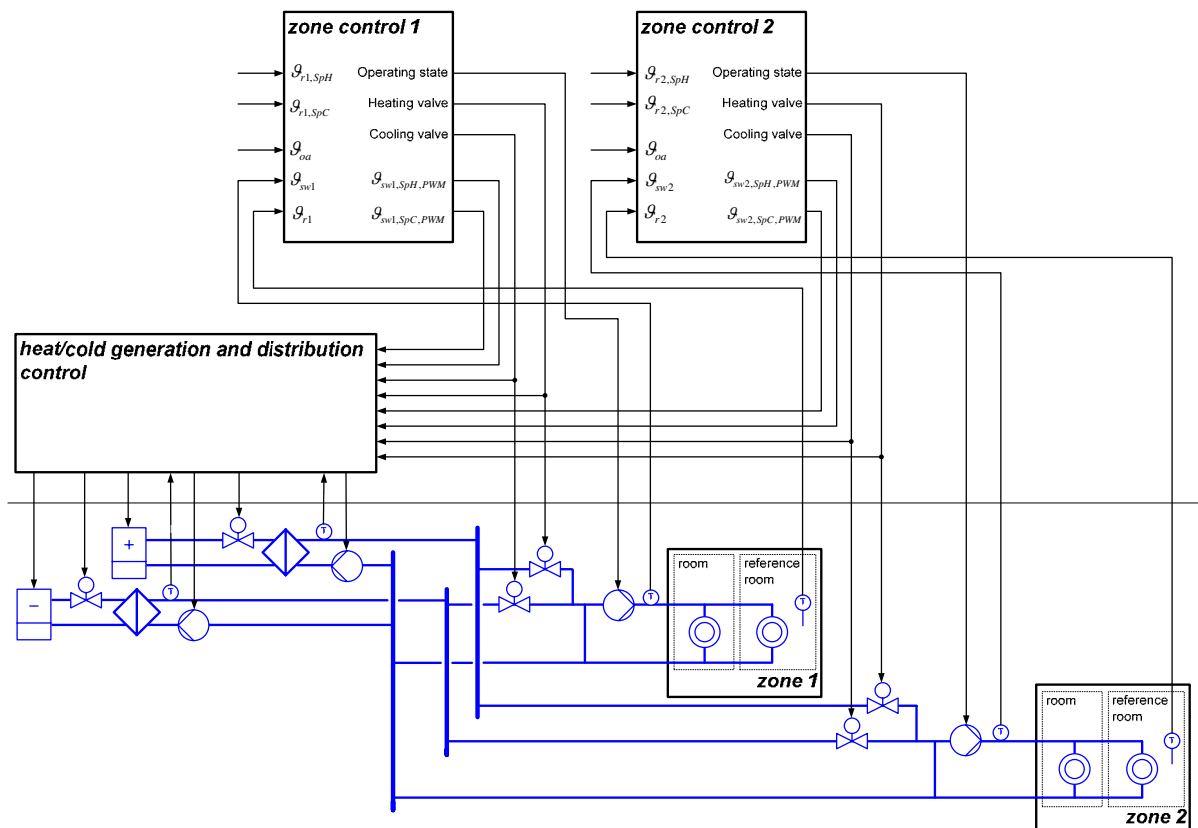 zone control 1
ϑr1,SpH
Operating state
ϑr1,SpC
Heating valve
Cooling valve
ϑoa
ϑsw1
ϑsw1,SpH,PWM
ϑr1
ϑsw1,SpC,PWM
zone control 2
ϑr2,SpH
Operating state
ϑr2,SpC
Heating valve
Cooling valve
ϑoa
ϑsw2
ϑsw2,SpH,PWM
ϑr2
ϑsw2,SpC,PWM
heat/cold generation and distribution
control
T
T
+
-
T
room
reference
room
T
zone 1
T
room
reference
room
T
zone 2